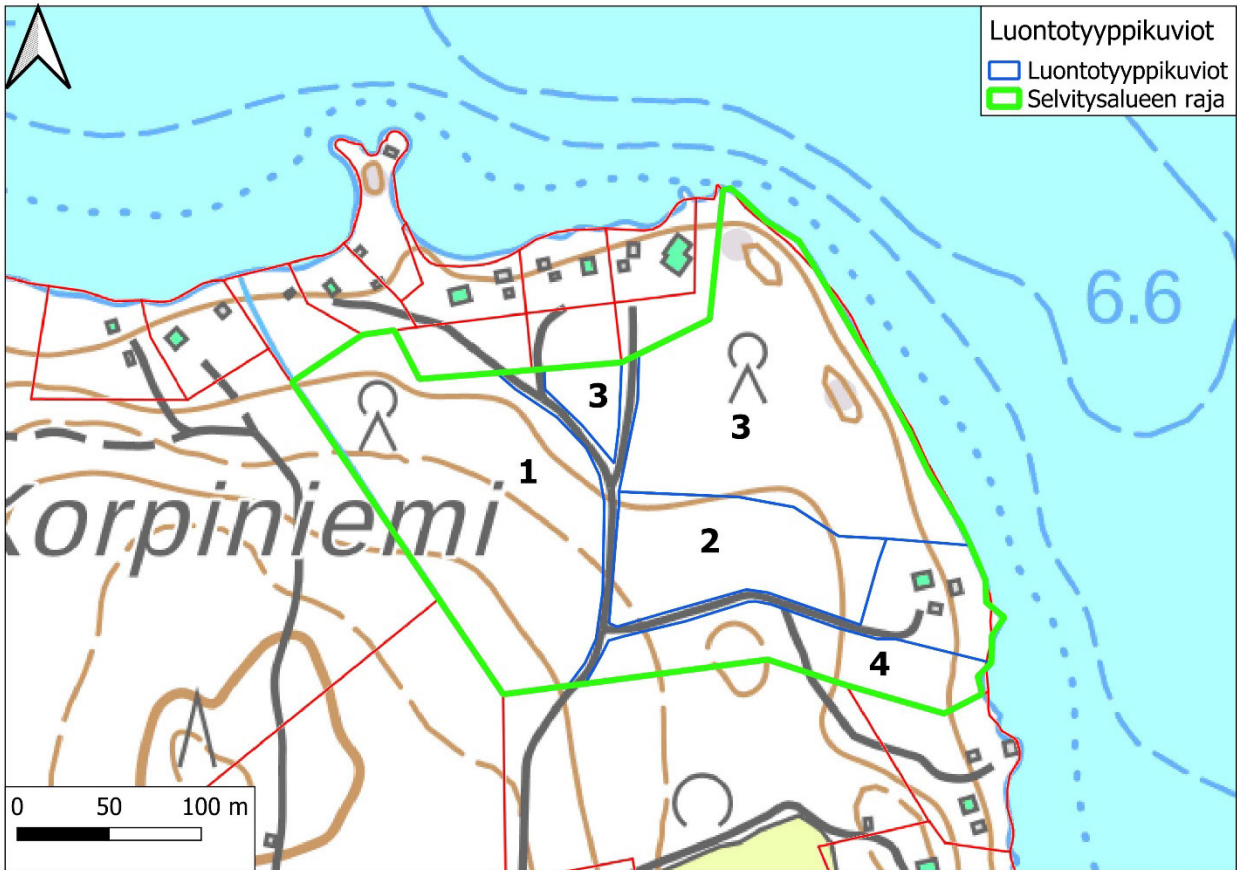 Luontotyyppikuviot
Luontotyyppikuviot
Selvitysalueen raja
6.6
3
3
1
Korpiniemi
2
4
0 50 100 m